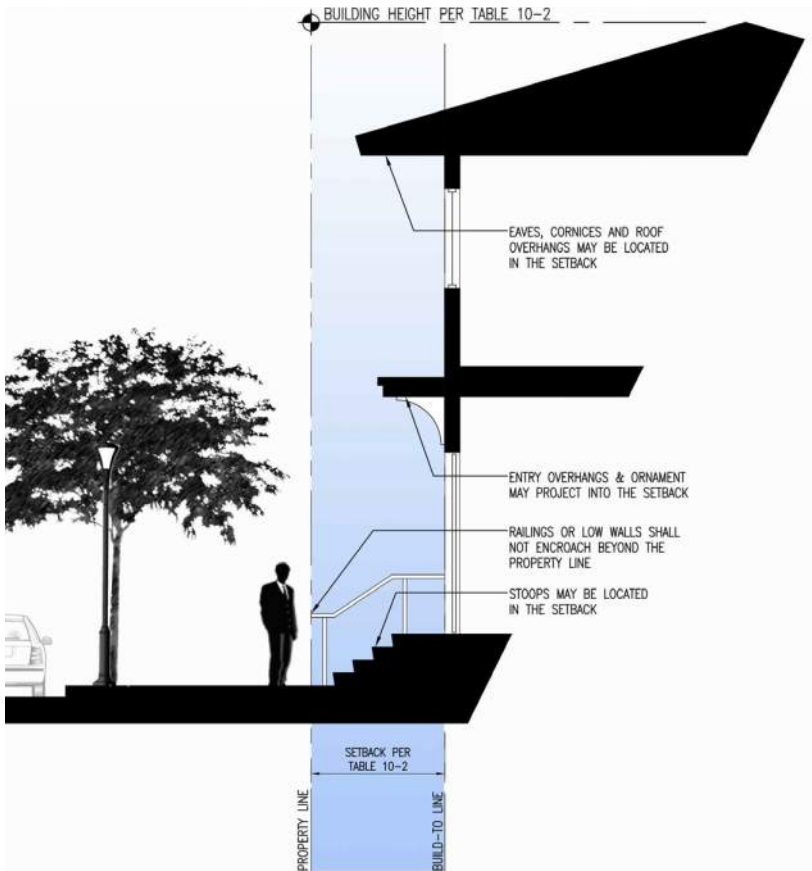 BUILDING HEIGHT PER TABLE 10-2
EAVES, CORNICES AND ROOF
OVERHANGS MAY BE LOCATED
IN THE SETBACK
ENTRY OVERHANGS & ORNAMENT
MAY PROJECT INTO THE SETBACK
RAILINGS OR LOW WALLS SHALL
NOT ENCROACH BEYOND THE
PROPERTY LINE
STOOPS MAY BE LOCATED
IN THE SETBACK
SETBACK PER
TABLE 10-2
PROPERTY LINE
BUILD-TO LINE